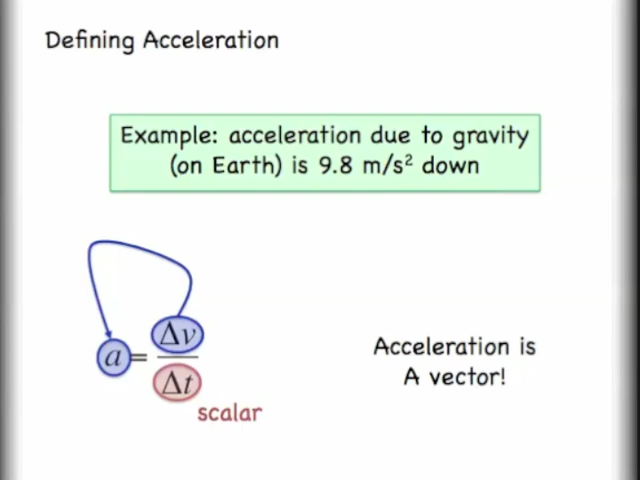 Defining Acceleration
Example: acceleration due to gravity
(on Earth) is 9.8 m/s² down
a = Δv / Δt
scalar
Acceleration is
A vector!